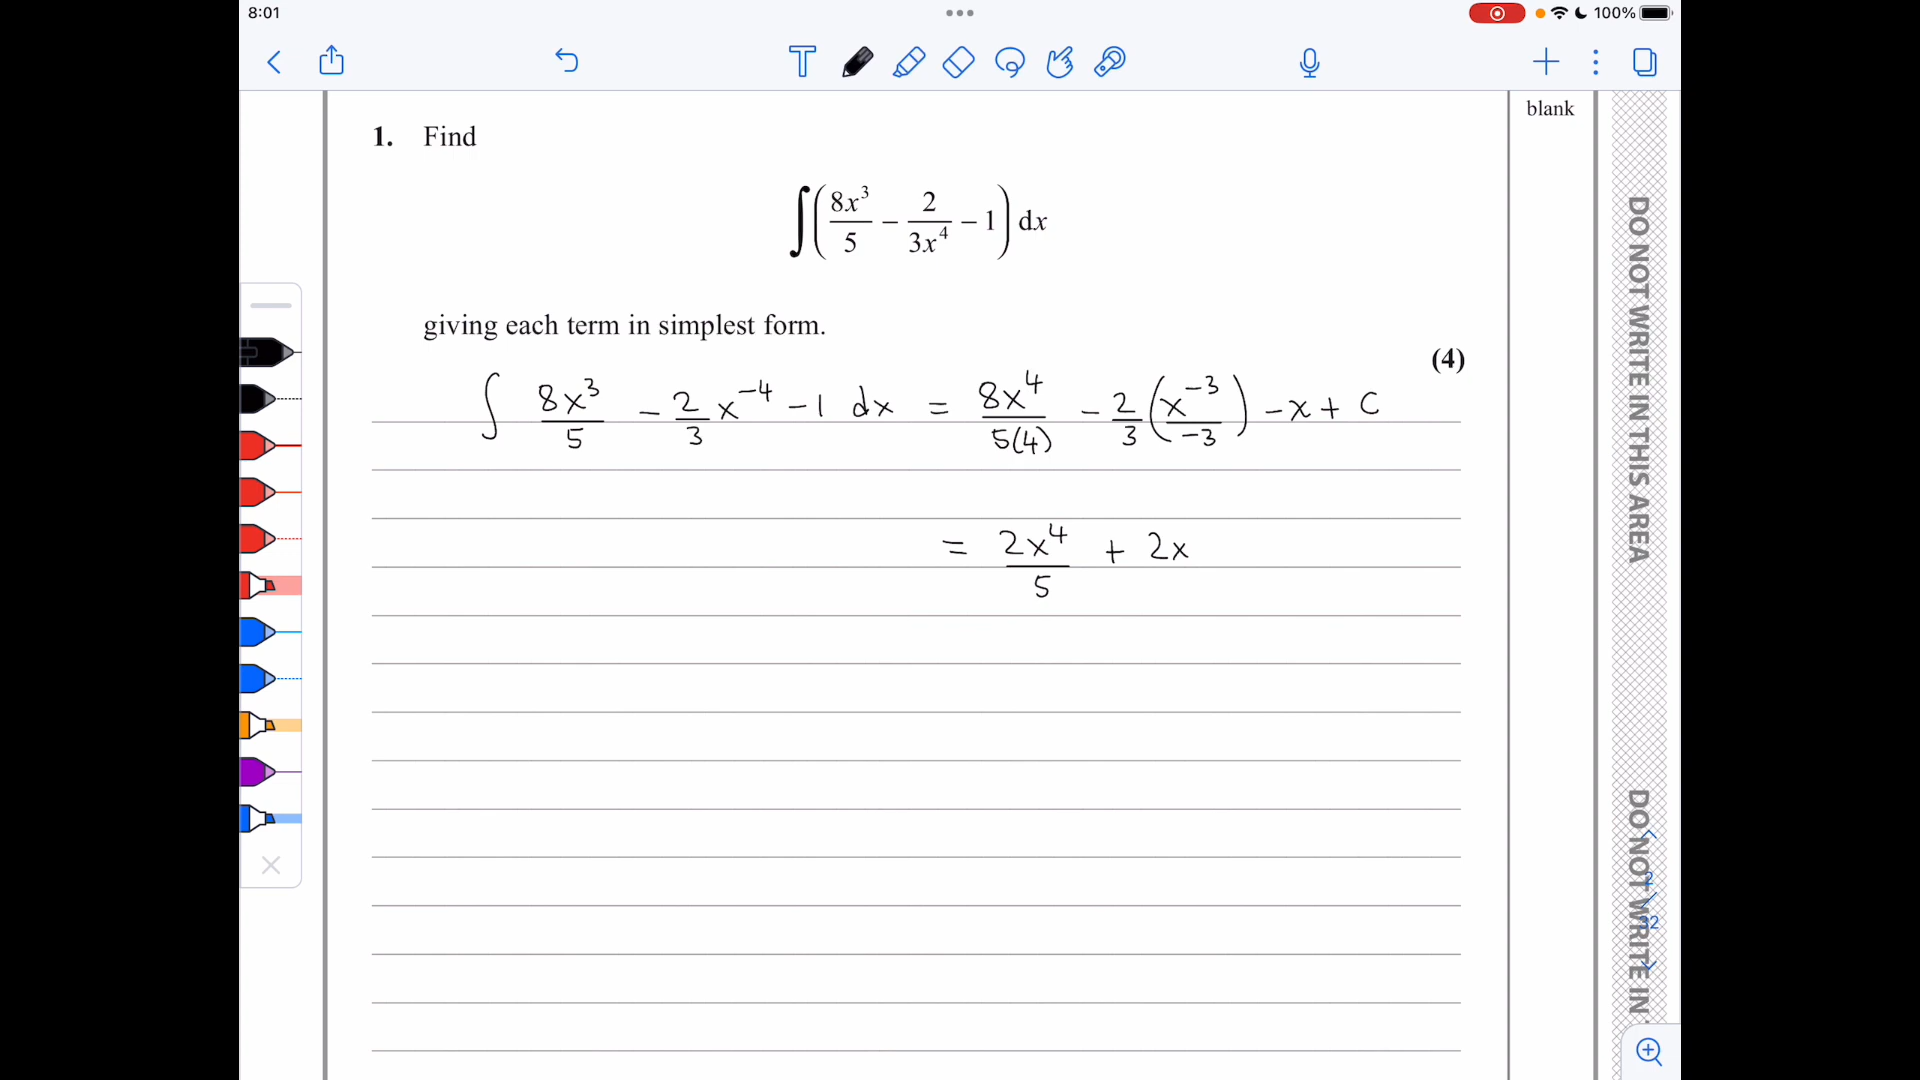 8:01
100%
blank
1. Find
∫(8x³/5 − 2/3x⁴ − 1) dx
giving each term in simplest form.
(4)
∫ 8x³/5 − 2/3 x⁻⁴ − 1 dx = 8x⁴/5(4) − 2/3 (x⁻³/−3) − x + C
= 2x⁴/5 + 2x
DO NOT WRITE IN THIS AREA
DO NOT WRITE IN
2
32